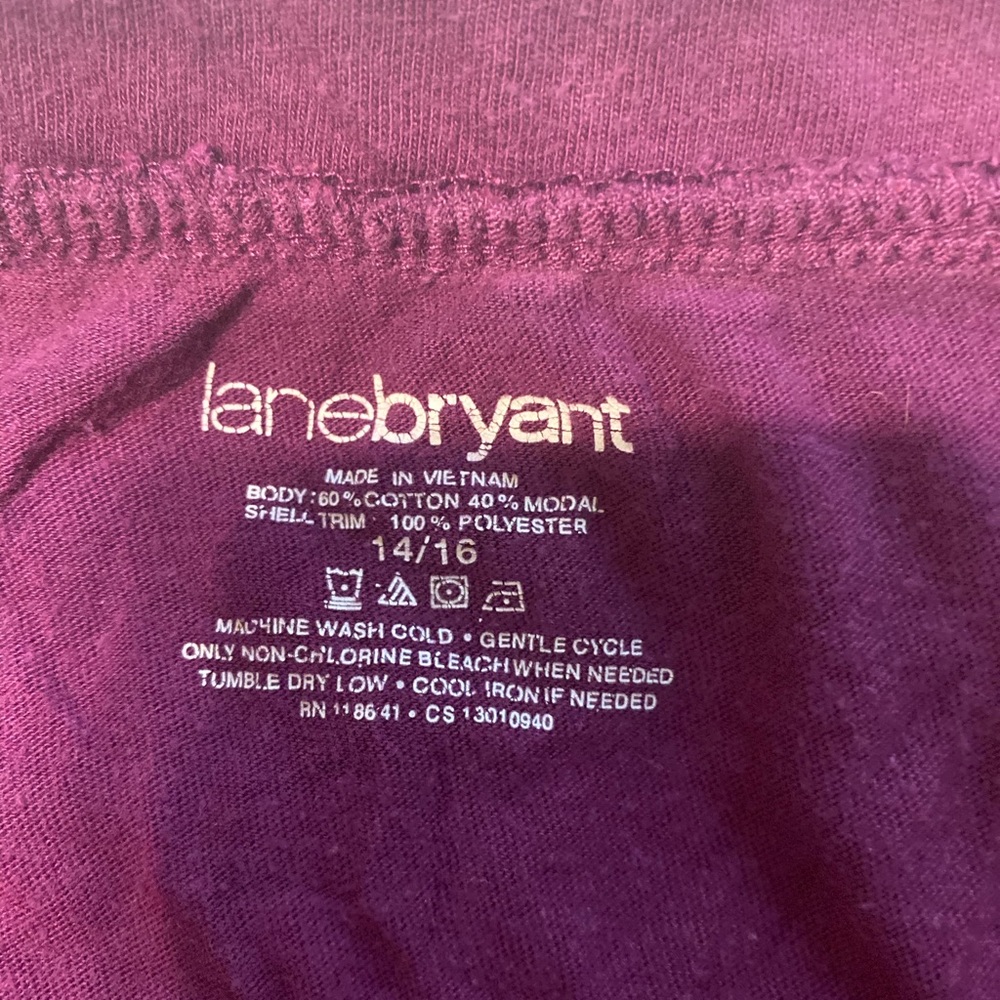 lanebryant
MADE IN VIETNAM
BODY:60% COTTON 40% MODAL
SHELL TRIM : 100% POLYESTER
14/16
MACHINE WASH COLD • GENTLE CYCLE
ONLY NON-CHLORINE BLEACH WHEN NEEDED
TUMBLE DRY LOW • COOL IRON IF NEEDED
RN 118641 • CS 13010940